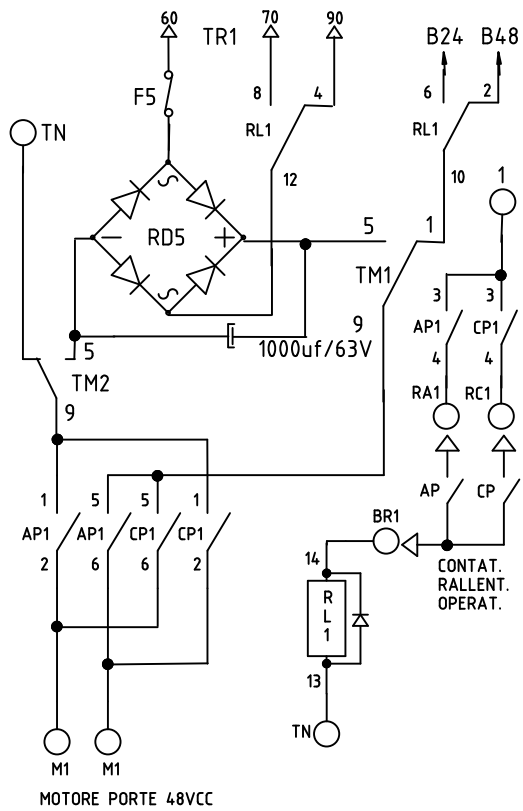 60
TR1
70
90
B24
B48
F5
8
4
6
2
RL1
RL1
TN
12
10
1
RD5
5
1
TM1
9
3
3
AP1
CP1
5
1000uf/63V
4
4
TM2
RA1
RC1
9
1
5
5
1
AP
CP
AP1
AP1
CP1
CP1
BR1
2
6
6
2
14
CONTAT.
RALLENT.
OPERAT.
R
L
1
13
TN
M1
M1
MOTORE PORTE 48VCC